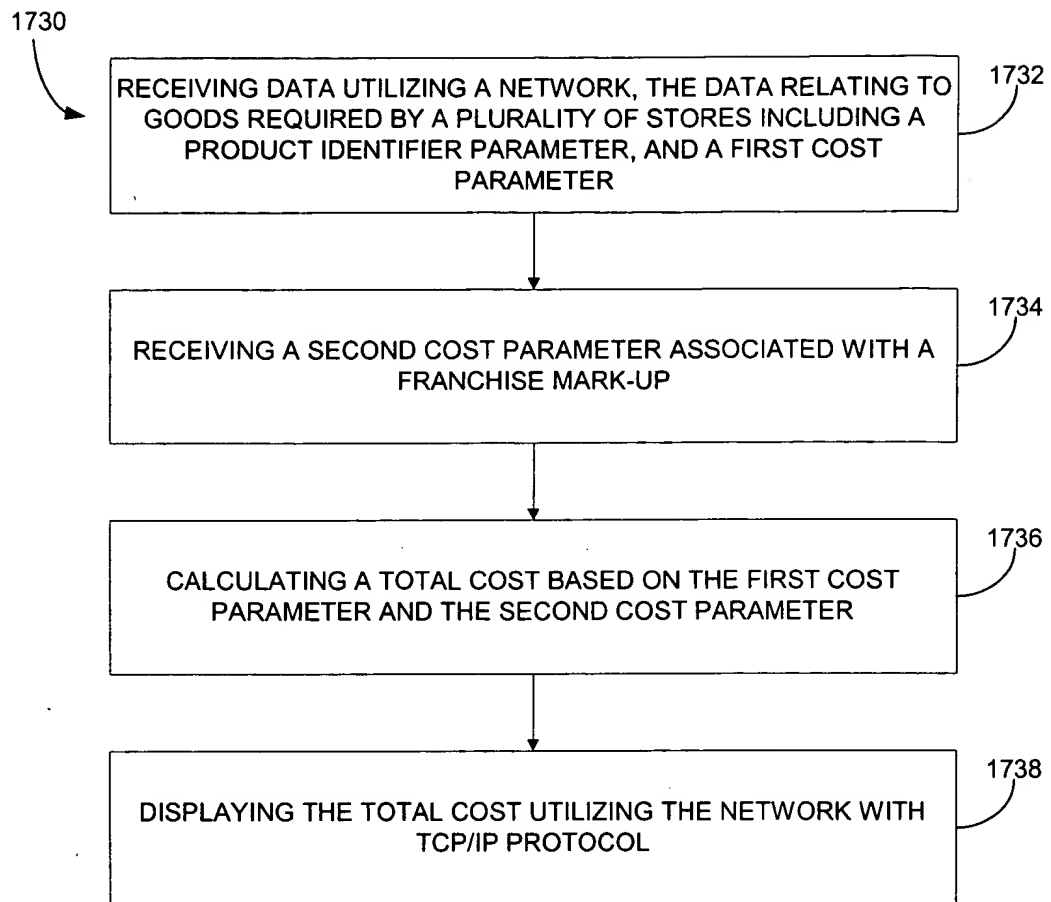 1730
RECEIVING DATA UTILIZING A NETWORK, THE DATA RELATING TO
GOODS REQUIRED BY A PLURALITY OF STORES INCLUDING A
PRODUCT IDENTIFIER PARAMETER, AND A FIRST COST
PARAMETER
1732
RECEIVING A SECOND COST PARAMETER ASSOCIATED WITH A
FRANCHISE MARK-UP
1734
CALCULATING A TOTAL COST BASED ON THE FIRST COST
PARAMETER AND THE SECOND COST PARAMETER
1736
DISPLAYING THE TOTAL COST UTILIZING THE NETWORK WITH
TCP/IP PROTOCOL
1738